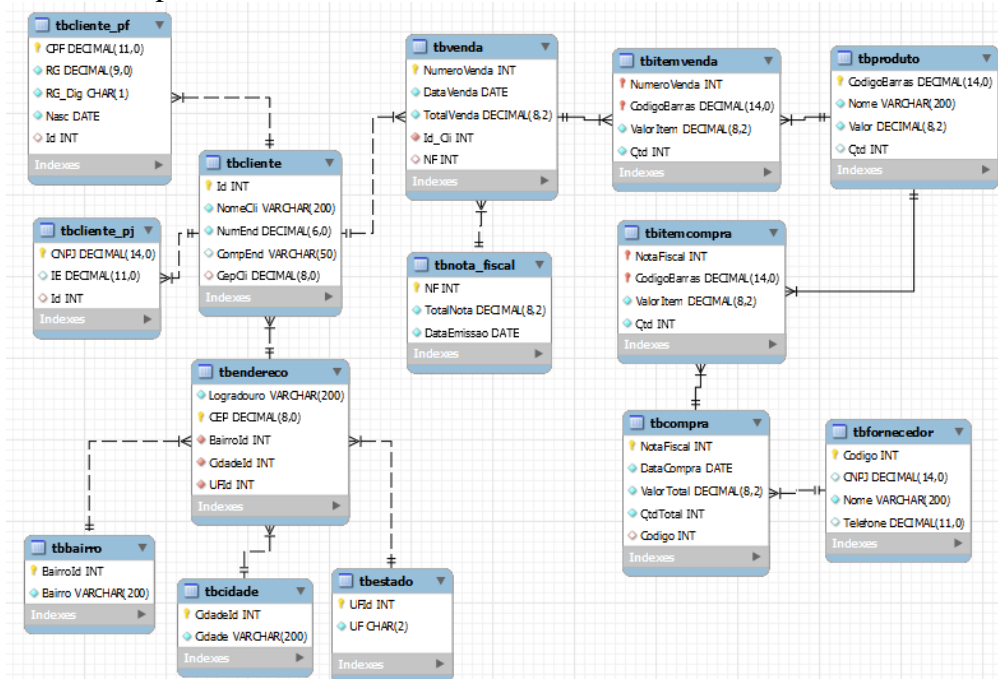 tbcliente_pf
CPF DECIMAL(11,0)
RG DECIMAL(9,0)
RG_Dig CHAR(1)
Nasc DATE
Id INT
Indexes
tbvenda
NumeroVenda INT
DataVenda DATE
TotalVenda DECIMAL(8,2)
Id_Cli INT
NF INT
Indexes
tbitemvenda
NumeroVenda INT
CodigoBarras DECIMAL(14,0)
ValorItem DECIMAL(8,2)
Qtd INT
Indexes
tbproduto
CodigoBarras DECIMAL(14,0)
Nome VARCHAR(200)
Valor DECIMAL(8,2)
Qtd INT
Indexes
tbcliente
Id INT
NomeCli VARCHAR(200)
NumEnd DECIMAL(6,0)
CompEnd VARCHAR(50)
CepCli DECIMAL(8,0)
Indexes
tbcliente_pj
CNPJ DECIMAL(14,0)
IE DECIMAL(11,0)
Id INT
Indexes
tbnota_fiscal
NF INT
TotalNota DECIMAL(8,2)
DataEmissao DATE
Indexes
tbitemcompra
NotaFiscal INT
CodigoBarras DECIMAL(14,0)
ValorItem DECIMAL(8,2)
Qtd INT
Indexes
tbendereco
Logradouro VARCHAR(200)
CEP DECIMAL(8,0)
BairroId INT
CidadeId INT
UFId INT
Indexes
tbcompra
NotaFiscal INT
DataCompra DATE
ValorTotal DECIMAL(8,2)
QtdTotal INT
Codigo INT
Indexes
tbfornecedor
Codigo INT
CNPJ DECIMAL(14,0)
Nome VARCHAR(200)
Telefone DECIMAL(11,0)
Indexes
tbbairro
BairroId INT
Bairro VARCHAR(200)
Indexes
tbcidade
CidadeId INT
Cidade VARCHAR(200)
Indexes
tbestado
UFId INT
UF CHAR(2)
Indexes